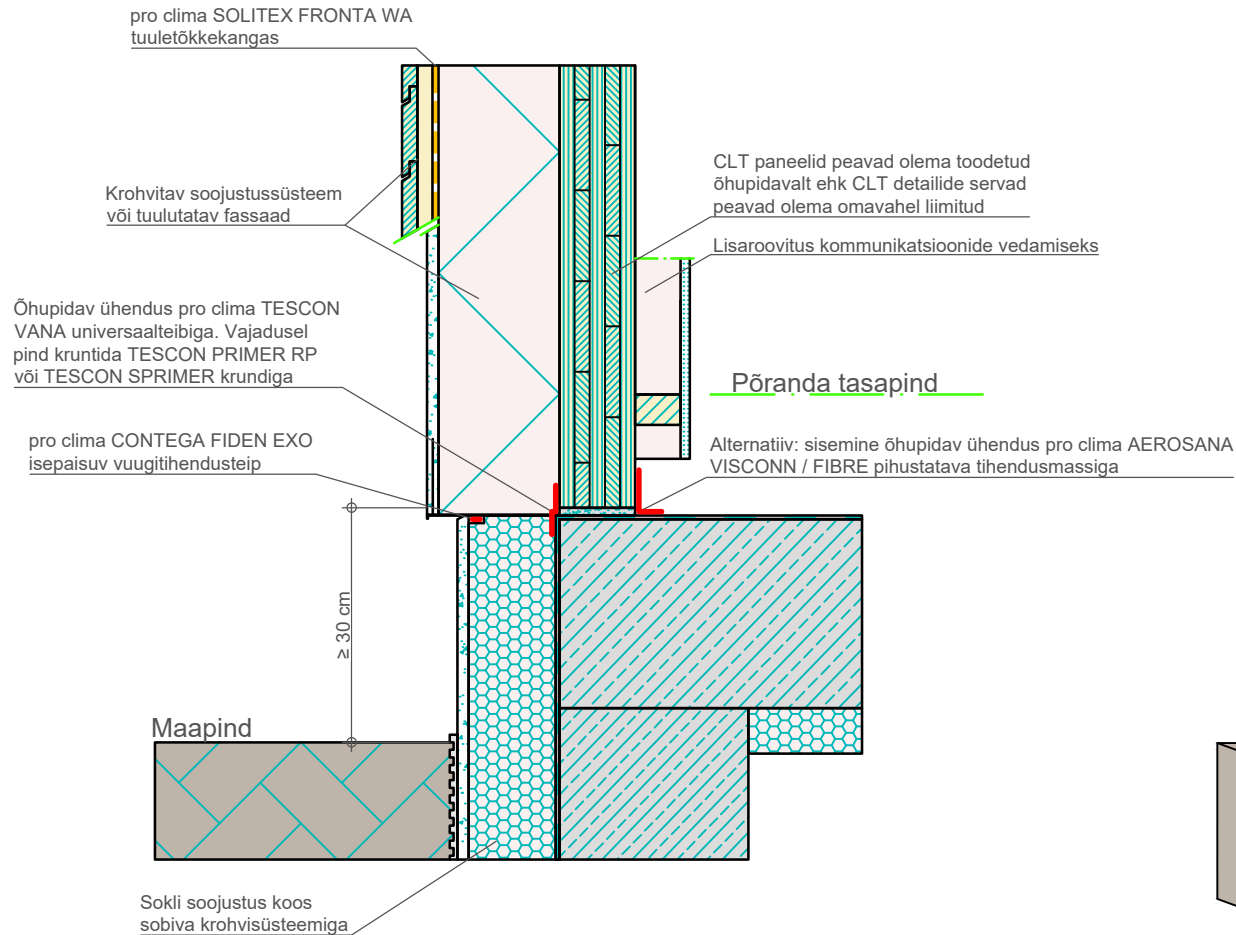 pro clima SOLITEX FRONTA WA
tuuletõkkekangas
CLT paneelid peavad olema toodetud
õhupidavalt ehk CLT detailide servad
peavad olema omavahel liimitud
Krohvitav soojustussüsteem
või tuulutatav fassaad
Lisaroovitus kommunikatsioonide vedamiseks
Õhupidav ühendus pro clima TESCON
VANA universaalteibiga. Vajadusel
pind kruntida TESCON PRIMER RP
või TESCON SPRIMER krundiga
Põranda tasapind
pro clima CONTEGA FIDEN EXO
isepaisuv vuugitihendusteip
Alternatiiv: sisemine õhupidav ühendus pro clima AEROSANA
VISCONN / FIBRE pihustatava tihendusmassiga
≥ 30 cm
Maapind
Sokli soojustus koos
sobiva krohvisüsteemiga